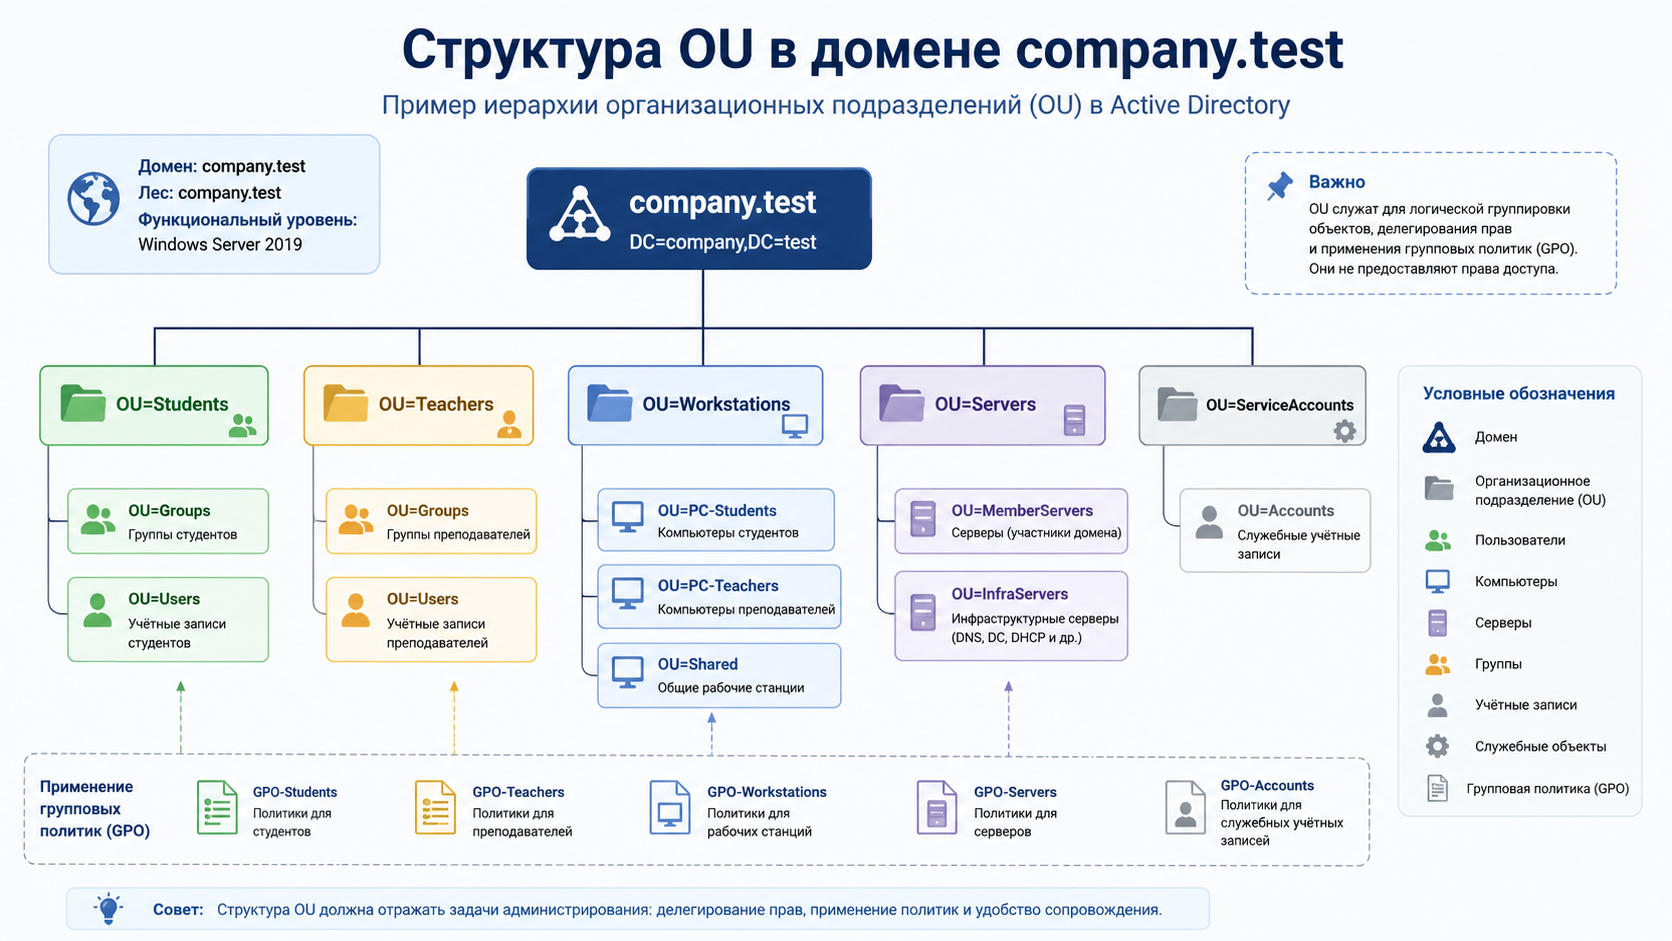 Структура OU в домене company.test
Пример иерархии организационных подразделений (OU) в Active Directory
Домен: company.test
Лес: company.test
Функциональный уровень:
Windows Server 2019
company.test
DC=company,DC=test
Важно
OU служат для логической группировки
объектов, делегирования прав
и применения групповых политик (GPO).
Они не предоставляют права доступа.
OU=Students
OU=Groups
Группы студентов
OU=Users
Учётные записи
студентов
OU=Teachers
OU=Groups
Группы преподавателей
OU=Users
Учётные записи
преподавателей
OU=Workstations
OU=PC-Students
Компьютеры студентов
OU=PC-Teachers
Компьютеры преподавателей
OU=Shared
Общие рабочие станции
OU=Servers
OU=MemberServers
Серверы (участники домена)
OU=InfraServers
Инфраструктурные серверы
(DNS, DC, DHCP и др.)
OU=ServiceAccounts
OU=Accounts
Служебные учётные
записи
Условные обозначения
Домен
Организационное
подразделение (OU)
Пользователи
Компьютеры
Серверы
Группы
Учётные записи
Служебные объекты
Групповая политика (GPO)
Применение
групповых
политик (GPO)
GPO-Students
Политики для
студентов
GPO-Teachers
Политики для
преподавателей
GPO-Workstations
Политики для
рабочих станций
GPO-Servers
Политики для
серверов
GPO-Accounts
Политики для
служебных учётных
записей
Совет: Структура OU должна отражать задачи администрирования: делегирование прав, применение политик и удобство сопровождения.